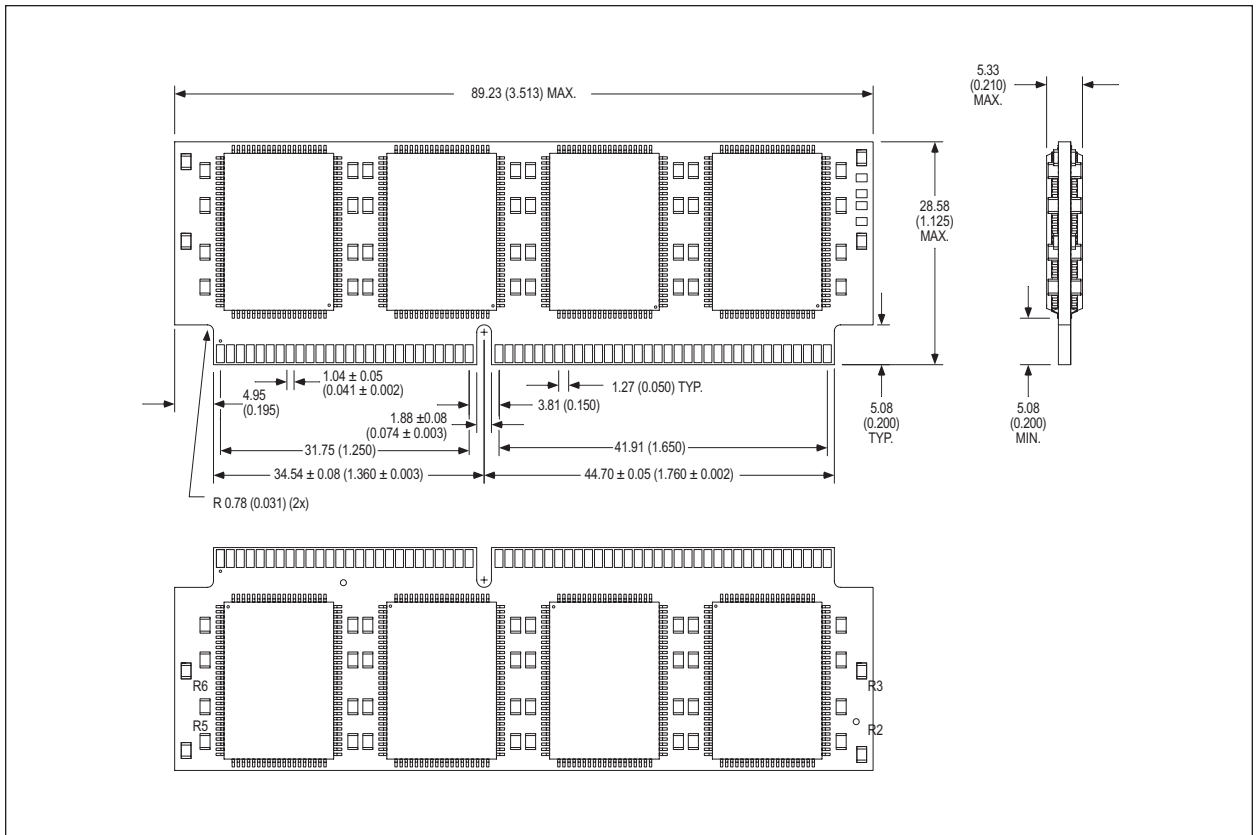 89.23 (3.513) MAX.
5.33
(0.210)
MAX.
28.58
(1.125)
MAX.
1.04 ± 0.05
(0.041 ± 0.002)
1.27 (0.050) TYP.
4.95
(0.195)
3.81 (0.150)
1.88 ±0.08
(0.074 ± 0.003)
5.08
(0.200)
TYP.
5.08
(0.200)
MIN.
31.75 (1.250)
41.91 (1.650)
34.54 ± 0.08 (1.360 ± 0.003)
44.70 ± 0.05 (1.760 ± 0.002)
R 0.78 (0.031) (2x)
R6
R3
R5
R2